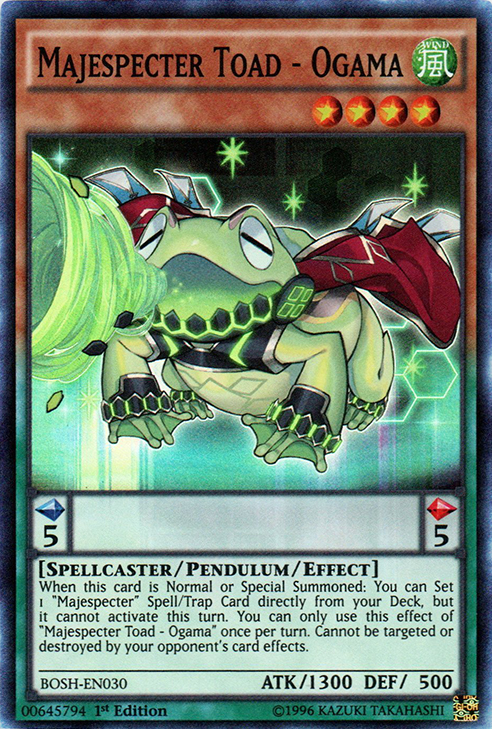 MAJESPECTER TOAD - OGAMA
WIND
風
5
5
[SPELLCASTER/PENDULUM/EFFECT]
When this card is Normal or Special Summoned: You can Set
1 "Majespecter" Spell/Trap Card directly from your Deck, but
it cannot activate this turn. You can only use this effect of
"Majespecter Toad - Ogama" once per turn. Cannot be targeted or
destroyed by your opponent's card effects.
BOSH-EN030
ATK/1300 DEF/ 500
00645794 1st Edition
©1996 KAZUKI TAKAHASHI